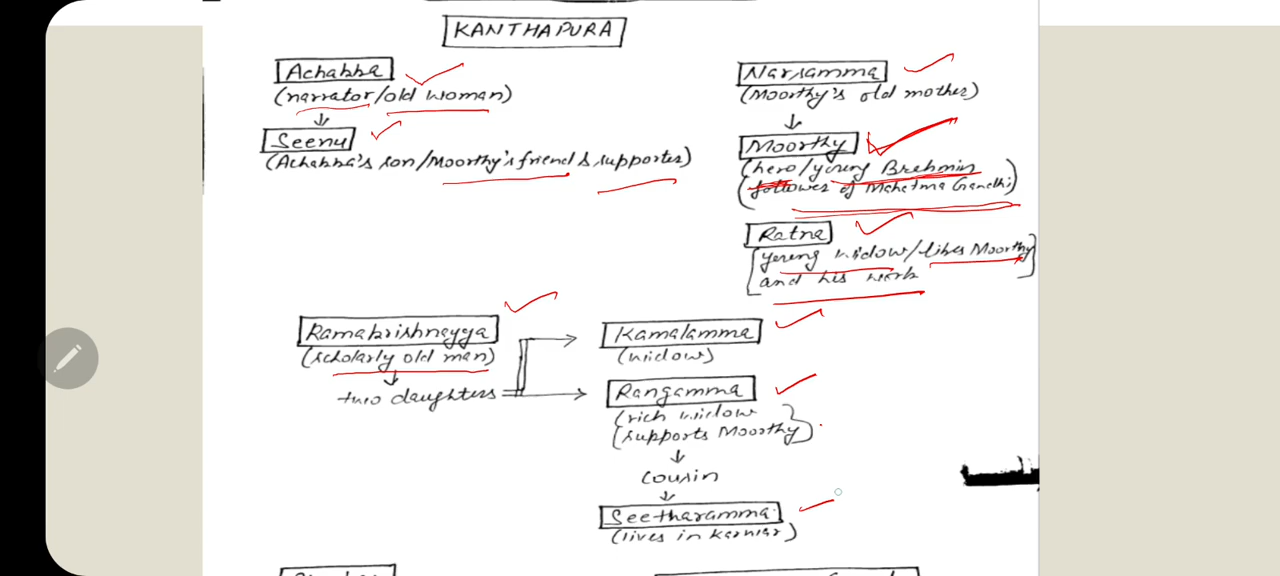 KANTHAPURA
Achakka
(narrator/old woman)
Seenu
(Achakka's son/Moorthy's friend & supporter)
Narsamma
(Moorthy's old mother)
Moorthy
(hero/young Brahmin
(follower of Mahatma Gandhi)
Ratna
[young widow/likes Moorthy
and his work]
Ramakrishnayya
(scholarly old man)
two daughters
Kamalamma
(widow)
Rangamma
(rich widow
(supports Moorthy)
cousin
Seetharamma
(lives in Karwar)